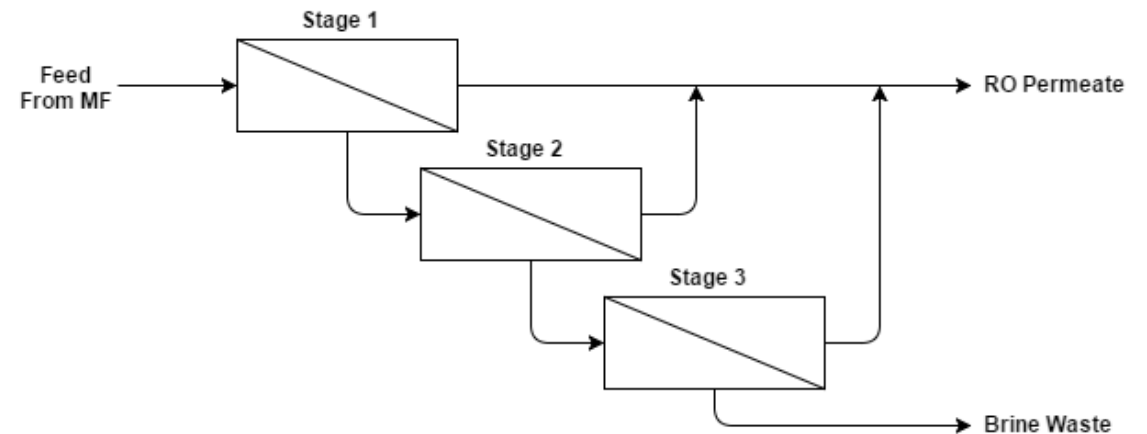 Stage 1
Feed
From MF
RO Permeate
Stage 2
Stage 3
Brine Waste